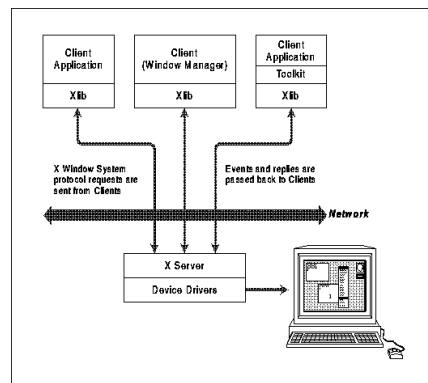 Client
Application
Xlib
Client
(Window Manager)
Xlib
Client
Application
Toolkit
Xlib
X Window System
protocol requests are
sent from Clients
Events and replies are
passed back to Clients
Network
X Server
Device Drivers